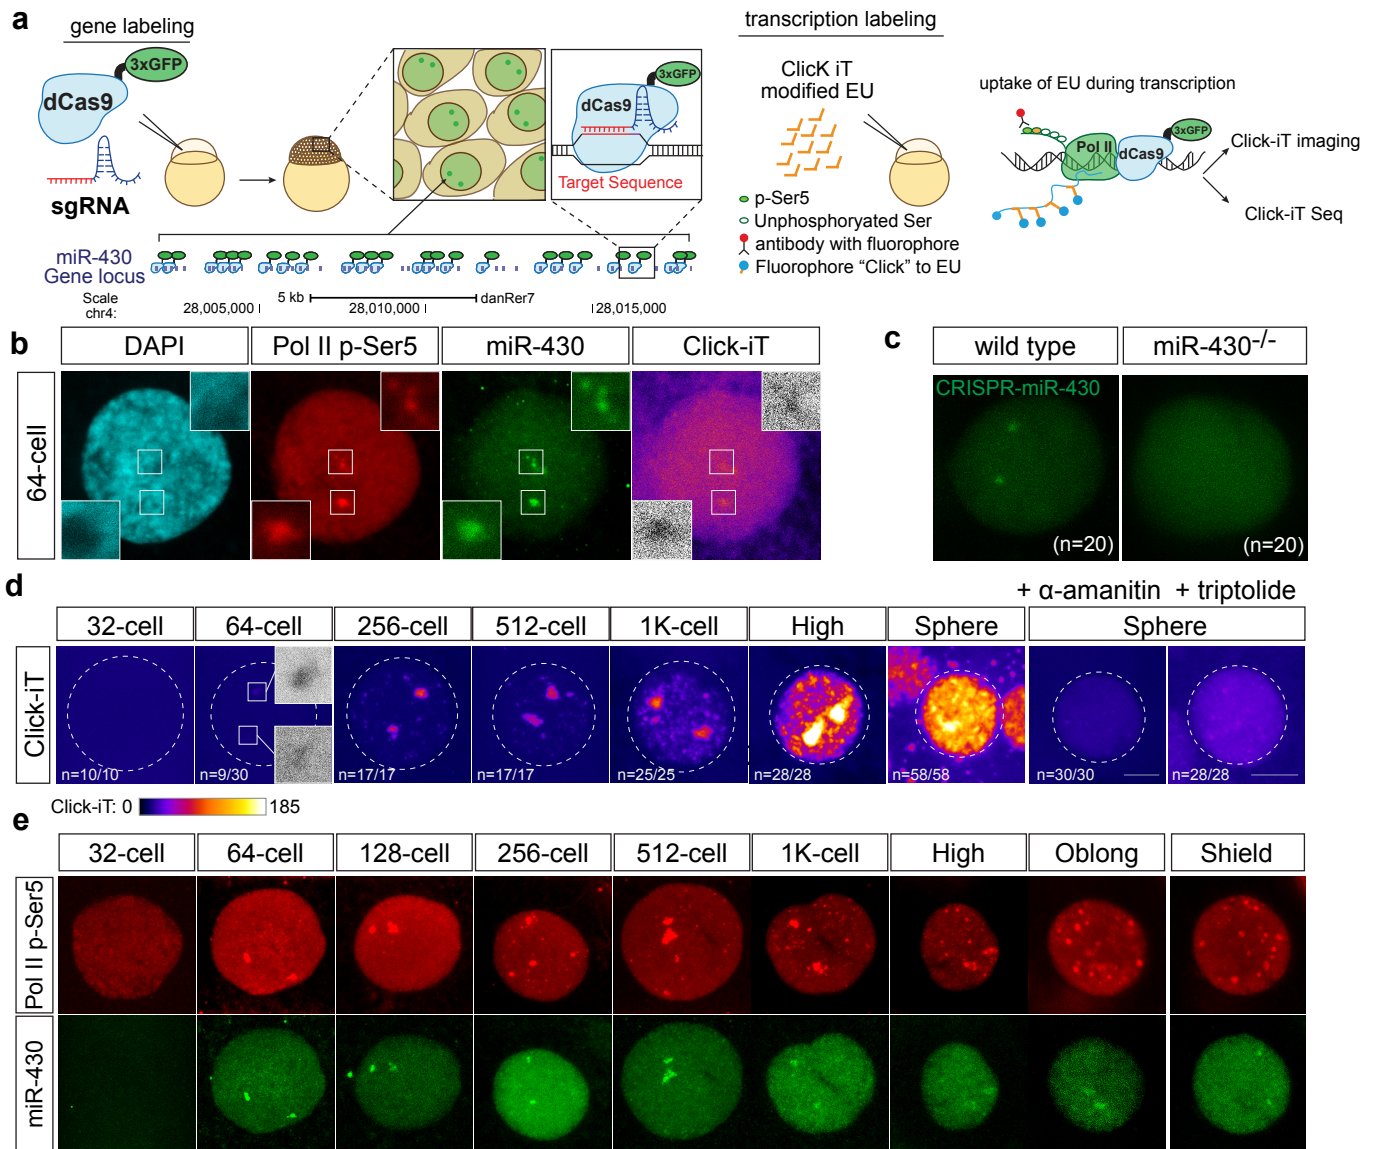 a
gene labeling
3xGFP
dCas9
sgRNA
3xGFP
dCas9
Target Sequence
miR-430
Gene locus
Scale
chr4:
5 kb
danRer7
28,005,000
28,010,000
28,015,000
transcription labeling
ClicK iT
modified EU
uptake of EU during transcription
3xGFP
Pol II
dCas9
Click-iT imaging
Click-iT Seq
p-Ser5
Unphosphoryated Ser
antibody with fluorophore
Fluorophore “Click” to EU
b
DAPI
Pol II p-Ser5
miR-430
Click-iT
64-cell
c
wild type
miR-430-/-
CRISPR-miR-430
(n=20)
(n=20)
d
+ α-amanitin + triptolide
32-cell
64-cell
256-cell
512-cell
1K-cell
High
Sphere
Sphere
Click-iT
n=10/10
n=9/30
n=17/17
n=17/17
n=25/25
n=28/28
n=58/58
n=30/30
n=28/28
Click-iT: 0 185
e
32-cell
64-cell
128-cell
256-cell
512-cell
1K-cell
High
Oblong
Shield
Pol II p-Ser5
miR-430